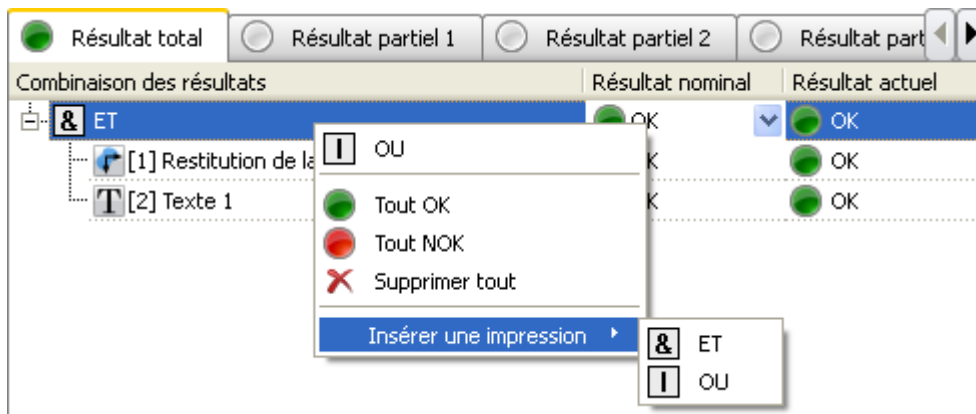 Résultat total Résultat partiel 1 Résultat partiel 2 Résultat part
Combinaison des résultats Résultat nominal Résultat actuel
& ET OK OK
[1] Restitution de la K OK
T [2] Texte 1 K OK
I OU
Tout OK
Tout NOK
Supprimer tout
Insérer une impression
& ET
I OU